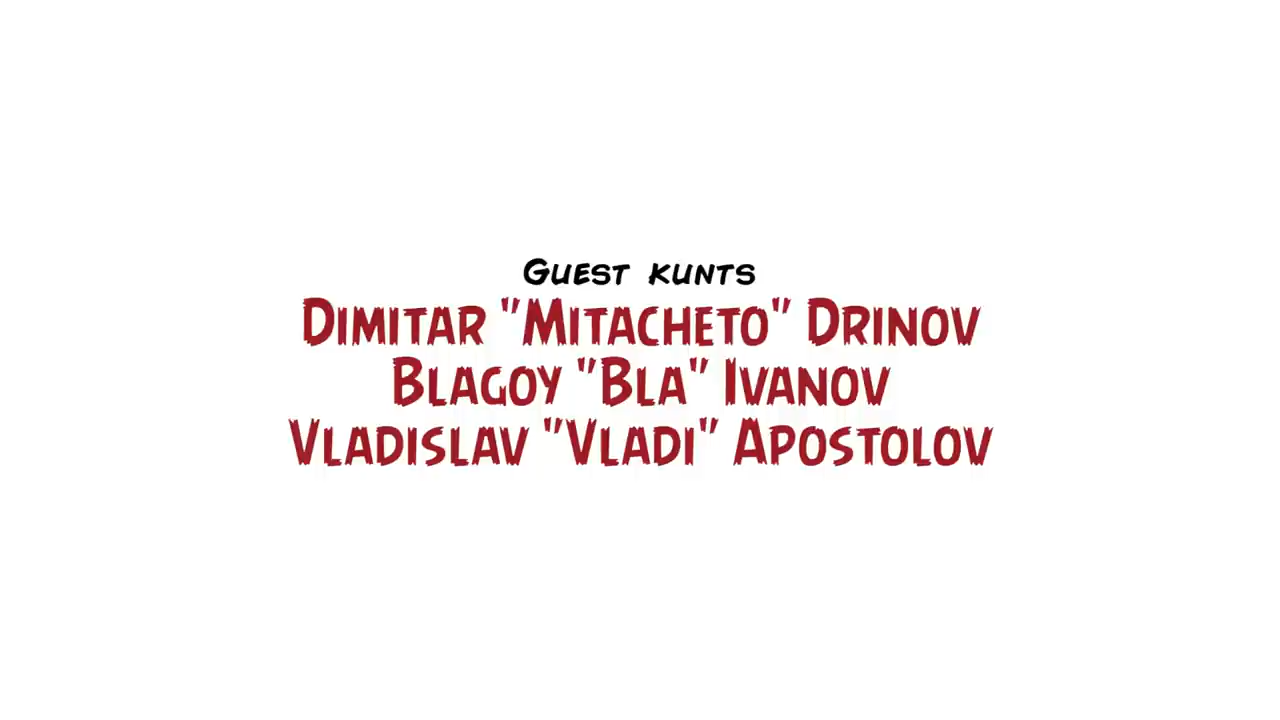 Guest kunts
Dimitar "Mitacheto" Drinov
Blagoy "Bla" Ivanov
Vladislav "Vladi" Apostolov